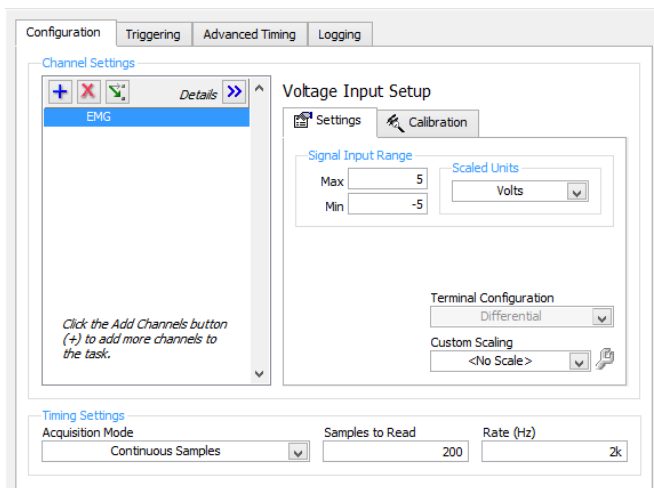 Configuration Triggering Advanced Timing Logging
Channel Settings
Details
EMG
Click the Add Channels button
(+) to add more channels to
the task.
Voltage Input Setup
Settings Calibration
Signal Input Range
Max 5
Min -5
Scaled Units
Volts
Terminal Configuration
Differential
Custom Scaling
<No Scale>
Timing Settings
Acquisition Mode Samples to Read Rate (Hz)
Continuous Samples 200 2k